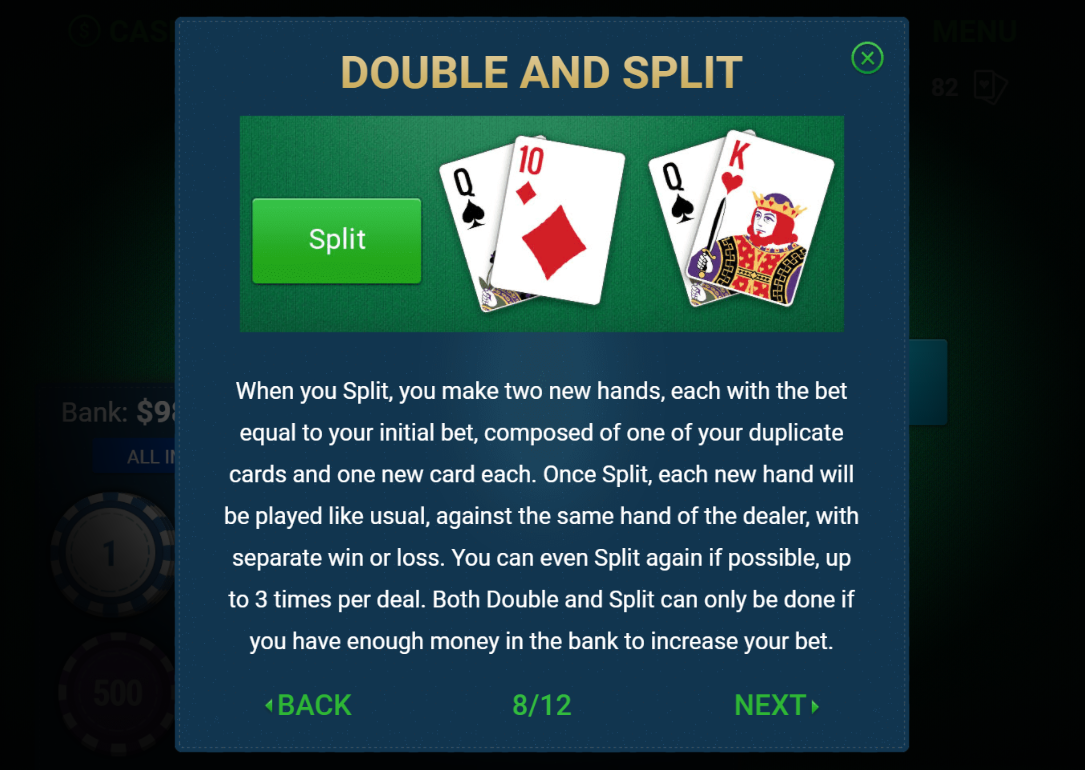 MENU
82
DOUBLE AND SPLIT
Split
Q
10
Q
K
When you Split, you make two new hands, each with the bet
equal to your initial bet, composed of one of your duplicate
cards and one new card each. Once Split, each new hand will
be played like usual, against the same hand of the dealer, with
separate win or loss. You can even Split again if possible, up
to 3 times per deal. Both Double and Split can only be done if
you have enough money in the bank to increase your bet.
Bank:
ALL
1
500
BACK
8/12
NEXT